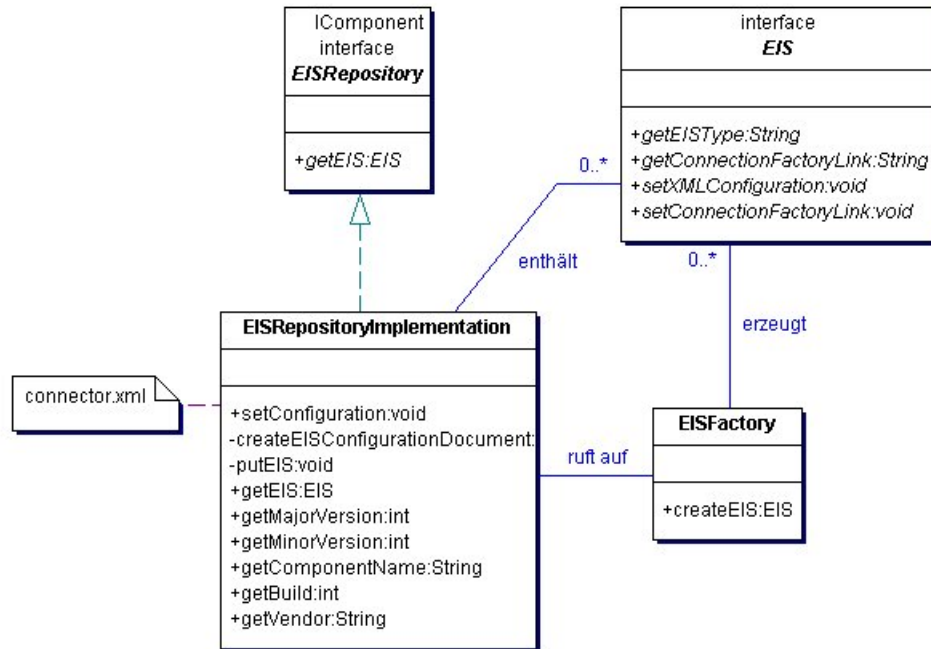 IComponent
interface
EISRepository
+getEIS:EIS
interface
EIS
+getEISType:String
+getConnectionFactoryLink:String
+setXMLConfiguration:void
+setConnectionFactoryLink:void
0..*
0..*
enthält
erzeugt
EISRepositoryImplementation
+setConfiguration:void
-createEISConfigurationDocument:
-putEIS:void
+getEIS:EIS
+getMajorVersion:int
+getMinorVersion:int
+getComponentName:String
+getBuild:int
+getVendor:String
connector.xml
ruft auf
EISFactory
+createEIS:EIS